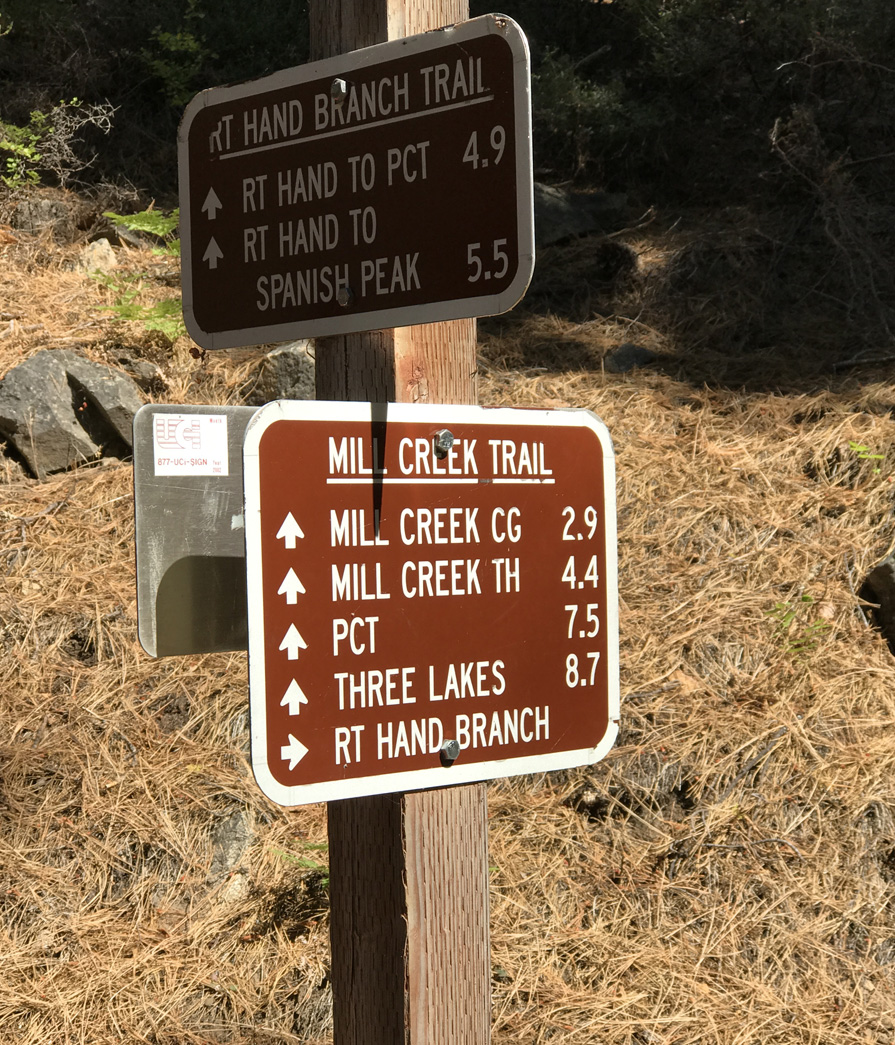 RT HAND BRANCH TRAIL
RT HAND TO PCT 4.9
RT HAND TO
SPANISH PEAK 5.5
UCi
877-UCi-SIGN
MILL CREEK TRAIL
MILL CREEK CG 2.9
MILL CREEK TH 4.4
PCT 7.5
THREE LAKES 8.7
RT HAND BRANCH